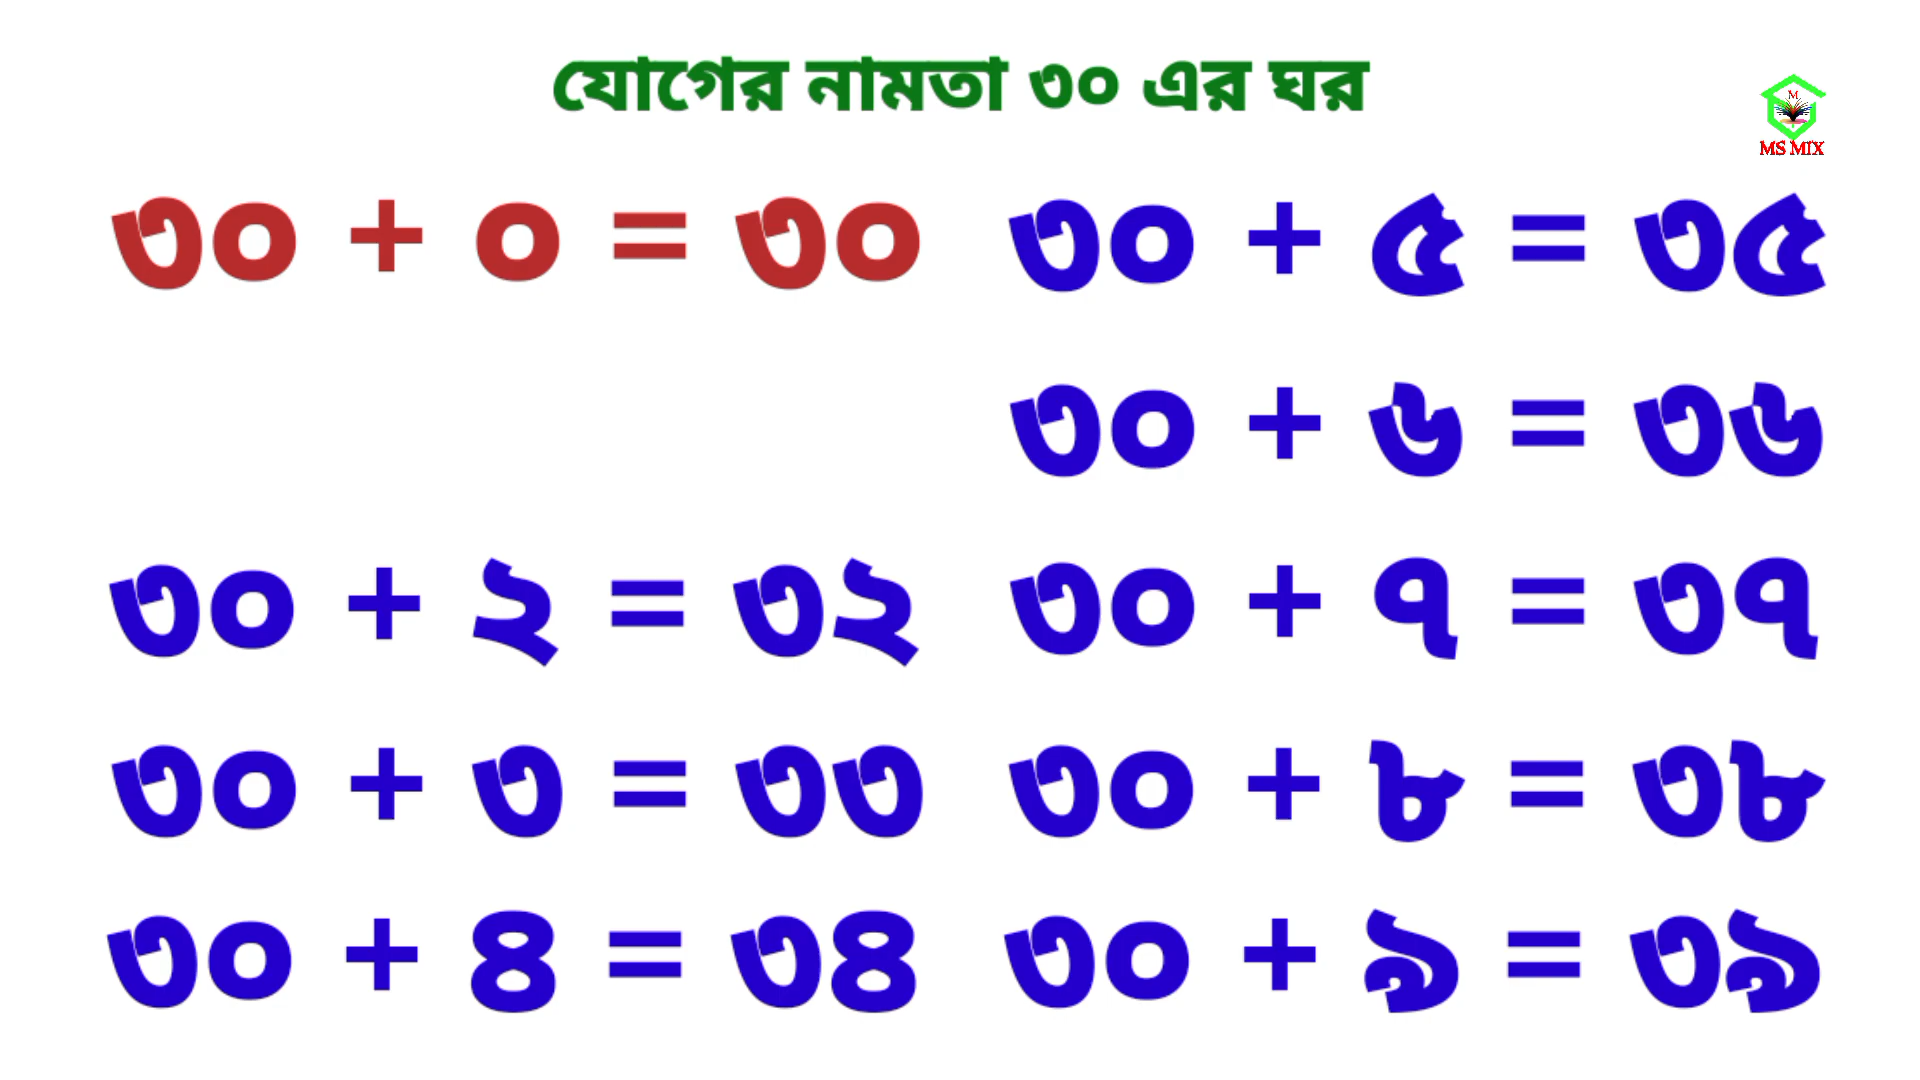 যোগের নামতা ৩০ এর ঘর
M
MS MIX
৩০ + ০ = ৩০
৩০ + ২ = ৩২
৩০ + ৩ = ৩৩
৩০ + ৪ = ৩৪
৩০ + ৫ = ৩৫
৩০ + ৬ = ৩৬
৩০ + ৭ = ৩৭
৩০ + ৮ = ৩৮
৩০ + ৯ = ৩৯